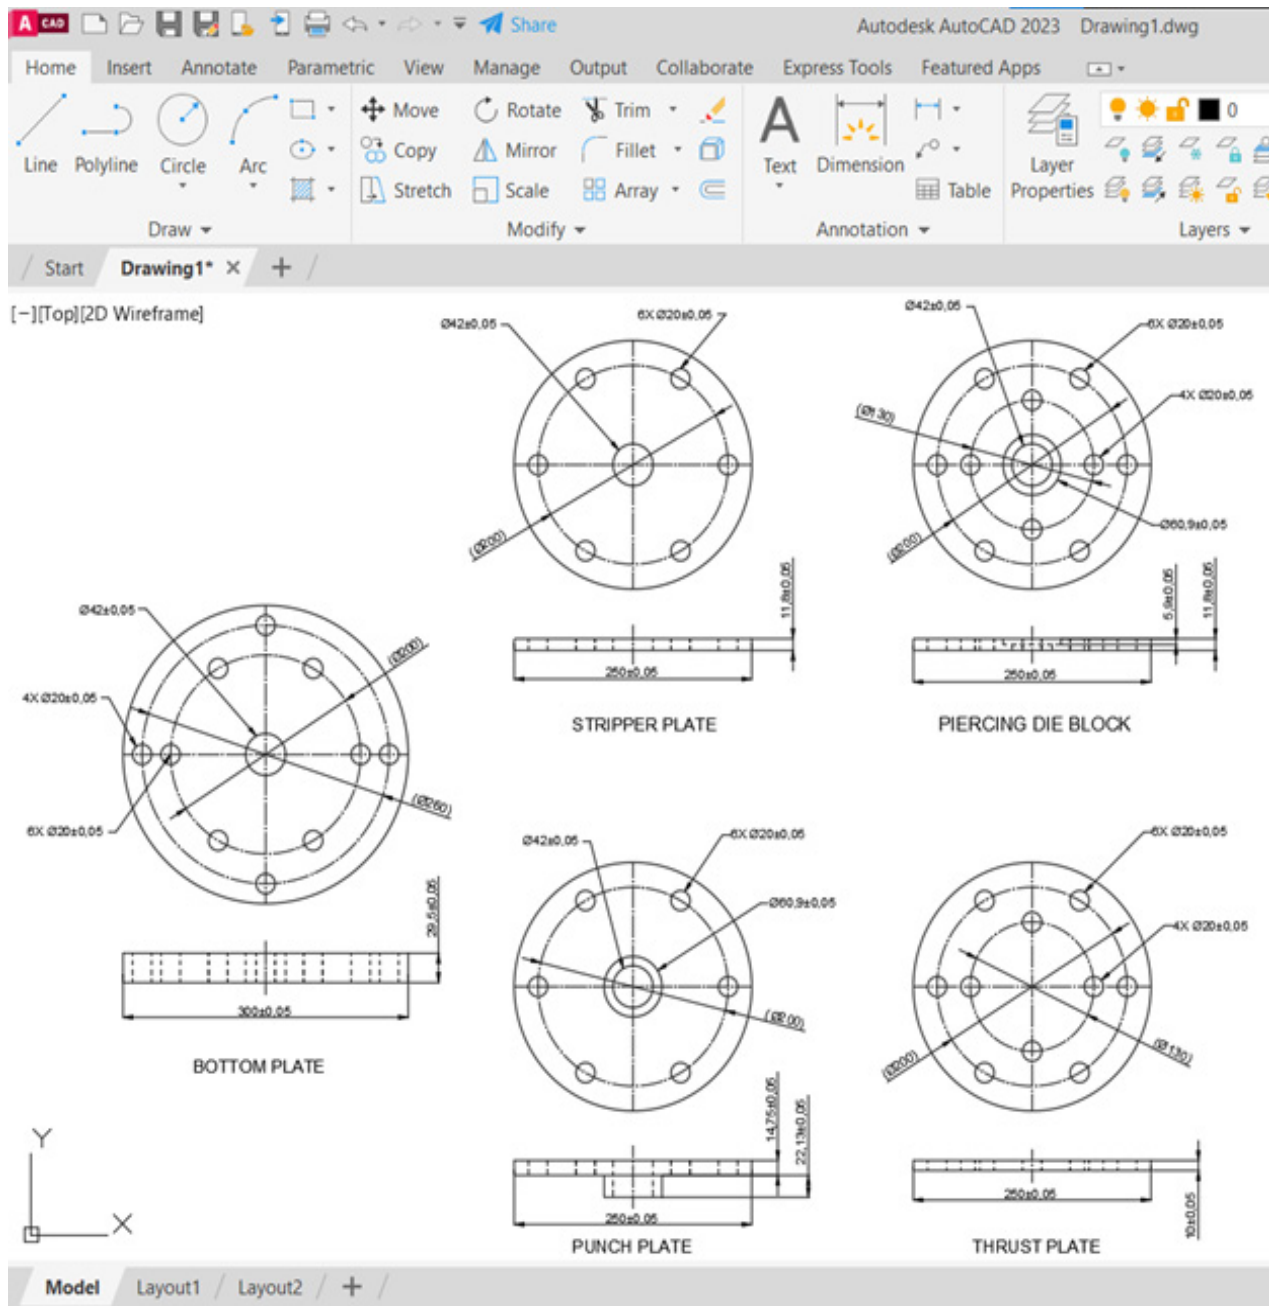 A CAD Share Autodesk AutoCAD 2023 Drawing1.dwg
Home Insert Annotate Parametric View Manage Output Collaborate Express Tools Featured Apps
Line Polyline Circle Arc
Move Rotate Trim
Copy Mirror Fillet
Stretch Scale Array
Text Dimension Table
Layer Properties
0
Draw Modify Annotation Layers
Start Drawing1* × +
[−][Top][2D Wireframe]
Ø42±0,05
6X Ø20±0,05
(Ø200)
11,8±0,05
250±0,05
STRIPPER PLATE
Ø42±0,05
6X Ø20±0,05
4X Ø20±0,05
(Ø130)
Ø60,9±0,05
(Ø200)
5,9±0,05
11,8±0,05
250±0,05
PIERCING DIE BLOCK
Ø42±0,05
(Ø200)
4X Ø20±0,05
(Ø260)
6X Ø20±0,05
29,5±0,05
300±0,05
BOTTOM PLATE
Ø42±0,05
6X Ø20±0,05
Ø60,9±0,05
(Ø200)
14,75±0,05
22,13±0,05
250±0,05
PUNCH PLATE
6X Ø20±0,05
4X Ø20±0,05
(Ø200)
(Ø130)
250±0,05
10±0,05
THRUST PLATE
Y
X
Model Layout1 Layout2 +